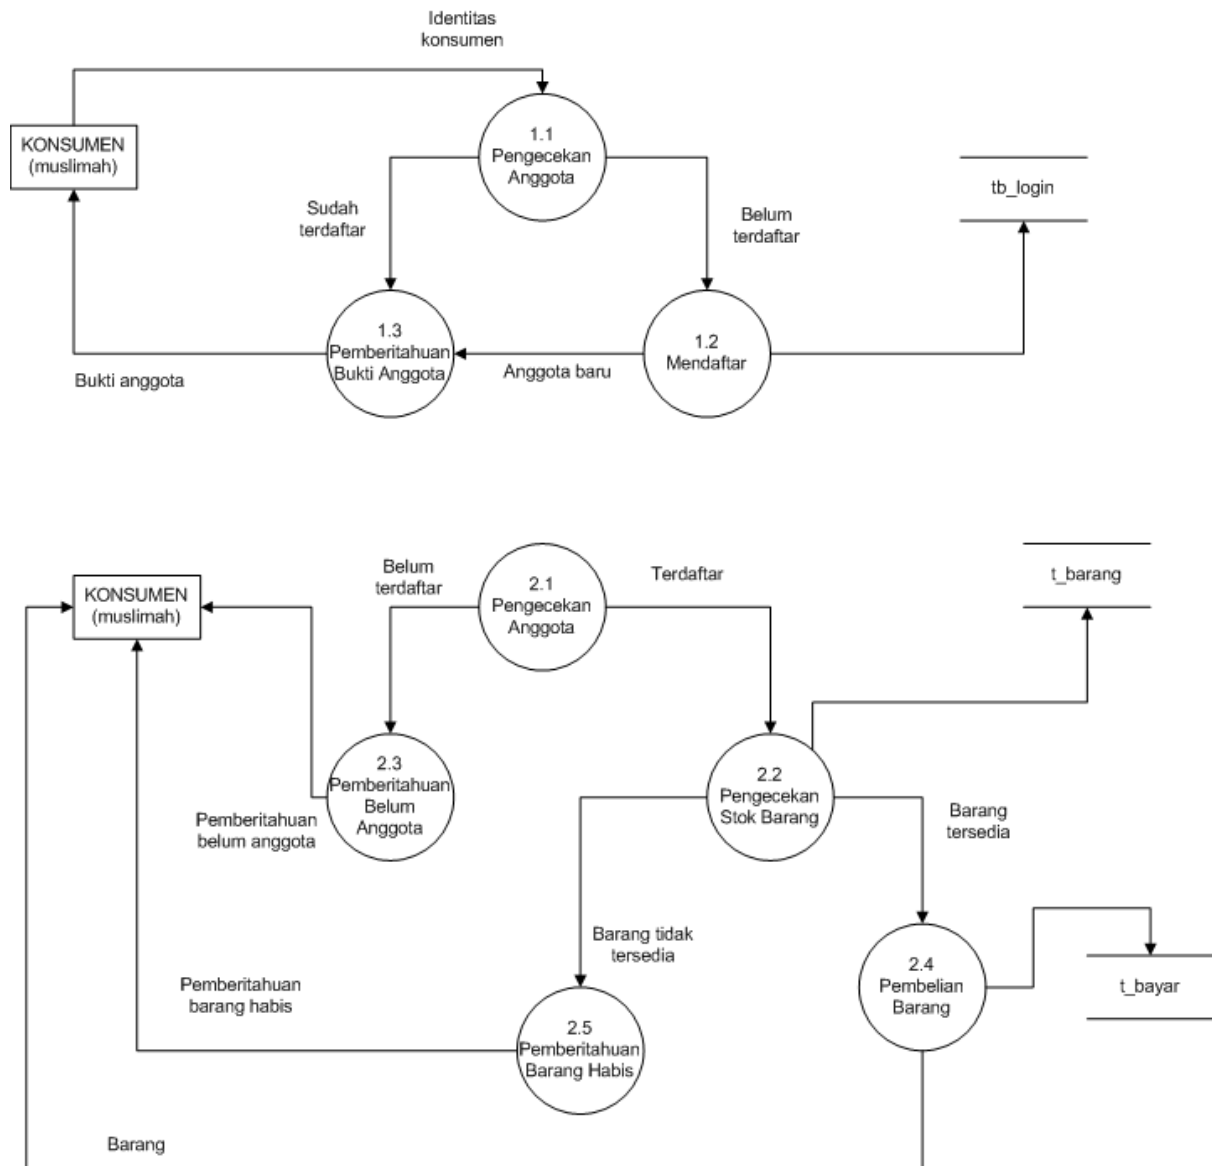 Identitas
konsumen
KONSUMEN
(muslimah)
1.1
Pengecekan
Anggota
tb_login
Sudah
terdaftar
Belum
terdaftar
1.3
Pemberitahuan
Bukti Anggota
1.2
Mendaftar
Bukti anggota
Anggota baru
KONSUMEN
(muslimah)
Belum
terdaftar
2.1
Pengecekan
Anggota
Terdaftar
t_barang
2.3
Pemberitahuan
Belum
Anggota
2.2
Pengecekan
Stok Barang
Pemberitahuan
belum anggota
Barang
tersedia
Barang tidak
tersedia
2.4
Pembelian
Barang
t_bayar
Pemberitahuan
barang habis
2.5
Pemberitahuan
Barang Habis
Barang